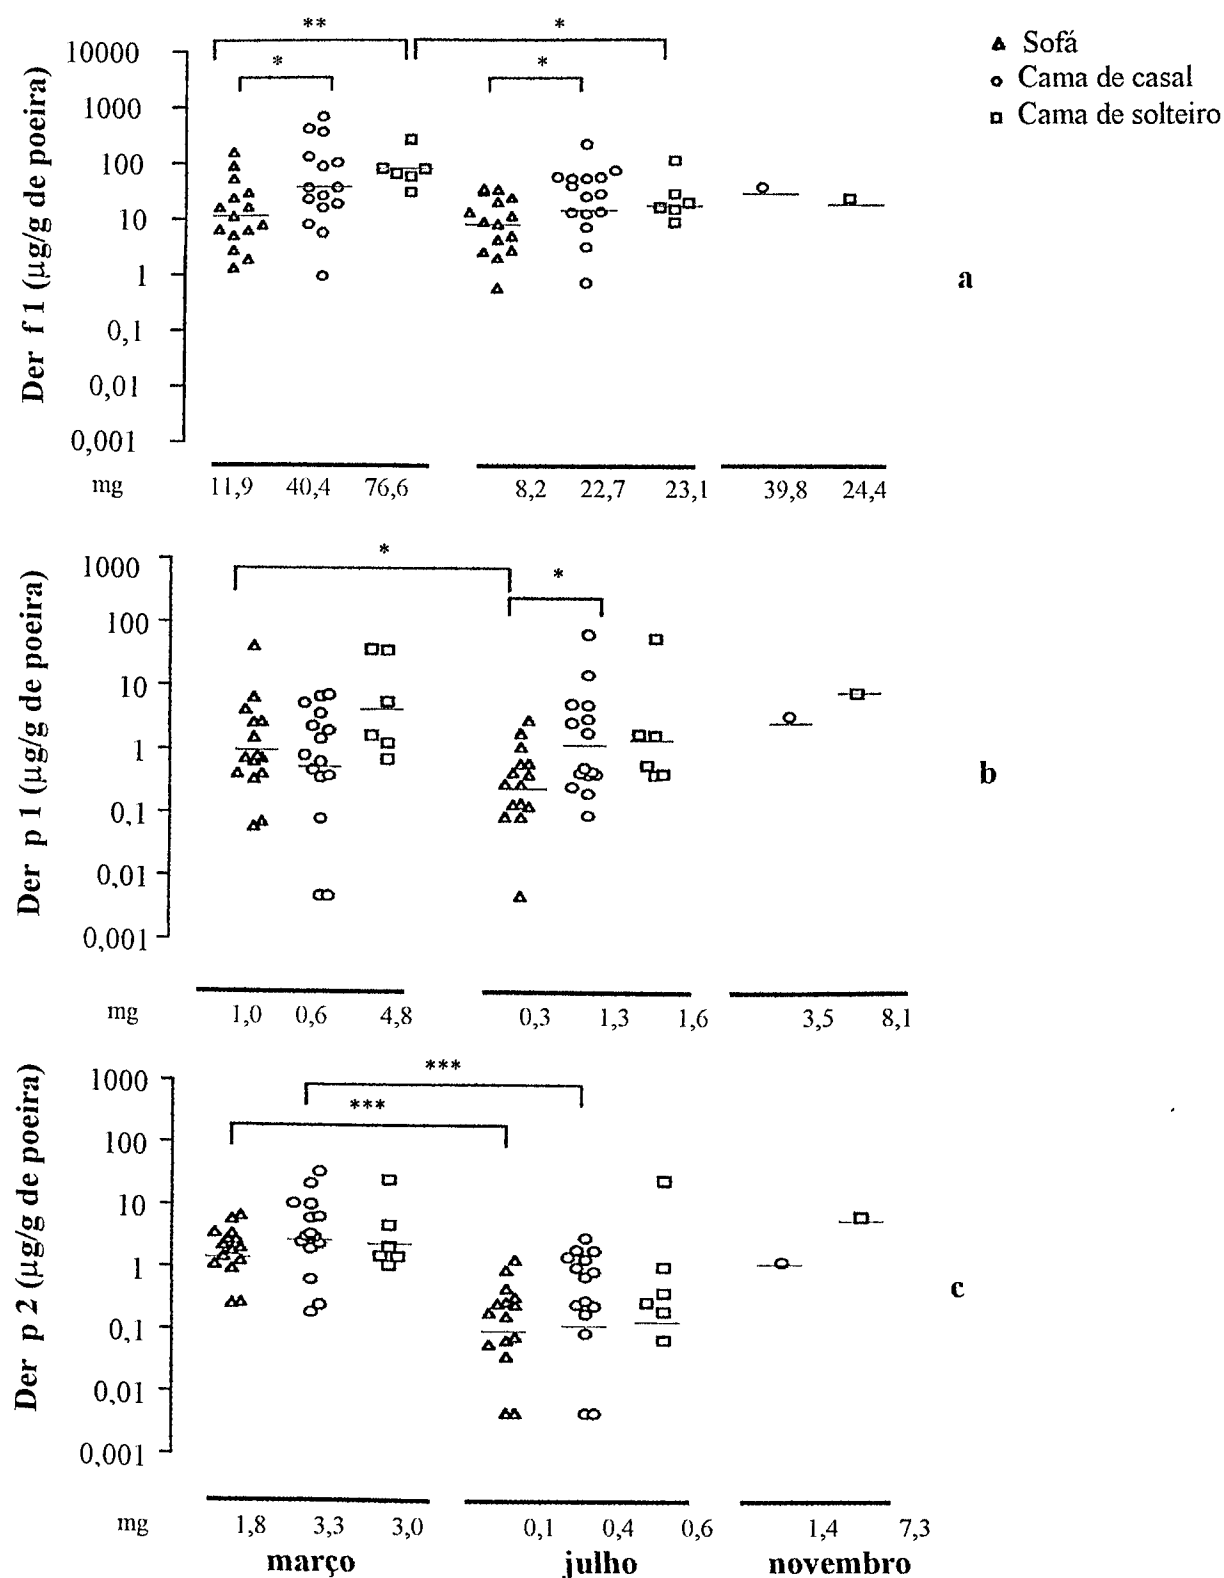 ** *
* *
Sofá
Cama de casal
Cama de solteiro
Der f 1 (µg/g de poeira)
10000
1000
100
10
1
0,1
0,01
0,001
a
mg 11,9 40,4 76,6 8,2 22,7 23,1 39,8 24,4
* *
Der p 1 (µg/g de poeira)
1000
100
10
1
0,1
0,01
0,001
b
mg 1,0 0,6 4,8 0,3 1,3 1,6 3,5 8,1
***
***
Der p 2 (µg/g de poeira)
1000
100
10
1
0,1
0,01
0,001
c
mg 1,8 3,3 3,0 0,1 0,4 0,6 1,4 7,3
março julho novembro